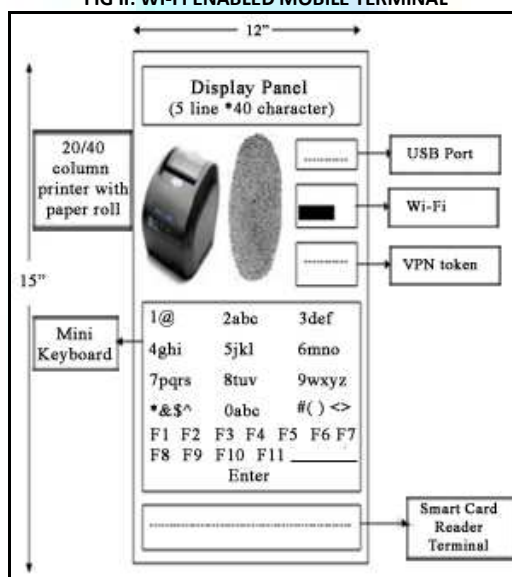 FIG II: WI-FI ENABLED MOBILE TERMINAL
12”
Display Panel
(5 line *40 character)
20/40
column
printer with
paper roll
USB Port
Wi-Fi
VPN token
15”
Mini
Keyboard
1@ 2abc 3def
4ghi 5jkl 6mno
7pqrs 8tuv 9wxyz
*&$^ 0abc #( ) <>
F1 F2 F3 F4 F5 F6 F7
F8 F9 F10 F11
Enter
Smart Card
Reader
Terminal